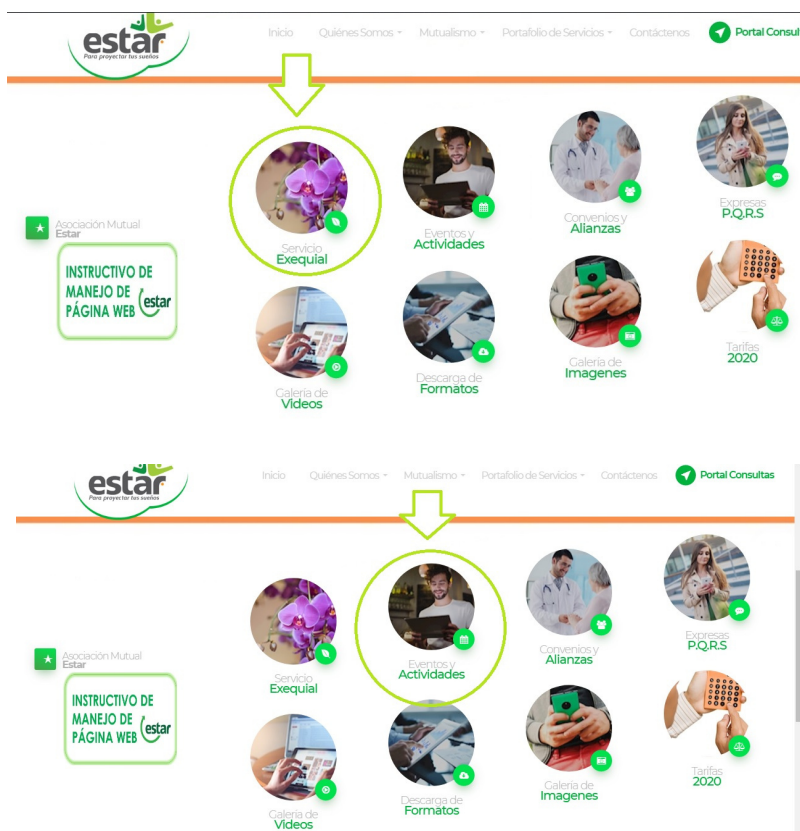 estar
Para proyectar tus sueños
Inicio Quiénes Somos Mutualismo Portafolio de Servicios Contáctenos Portal Consult
Asociación Mutual
Estar
INSTRUCTIVO DE
MANEJO DE
PÁGINA WEB estar
Servicio
Exequial
Eventos y
Actividades
Convenios y
Alianzas
Expresas
P.Q.R.S
Galería de
Videos
Descarga de
Formatos
Galería de
Imagenes
Tarifas
2020
estar
Para proyectar tus sueños
Inicio Quiénes Somos Mutualismo Portafolio de Servicios Contáctenos Portal Consultas
Asociación Mutual
Estar
INSTRUCTIVO DE
MANEJO DE
PÁGINA WEB estar
Servicio
Exequial
Eventos y
Actividades
Convenios y
Alianzas
Expresas
P.Q.R.S
Galería de
Videos
Descarga de
Formatos
Galería de
Imagenes
Tarifas
2020